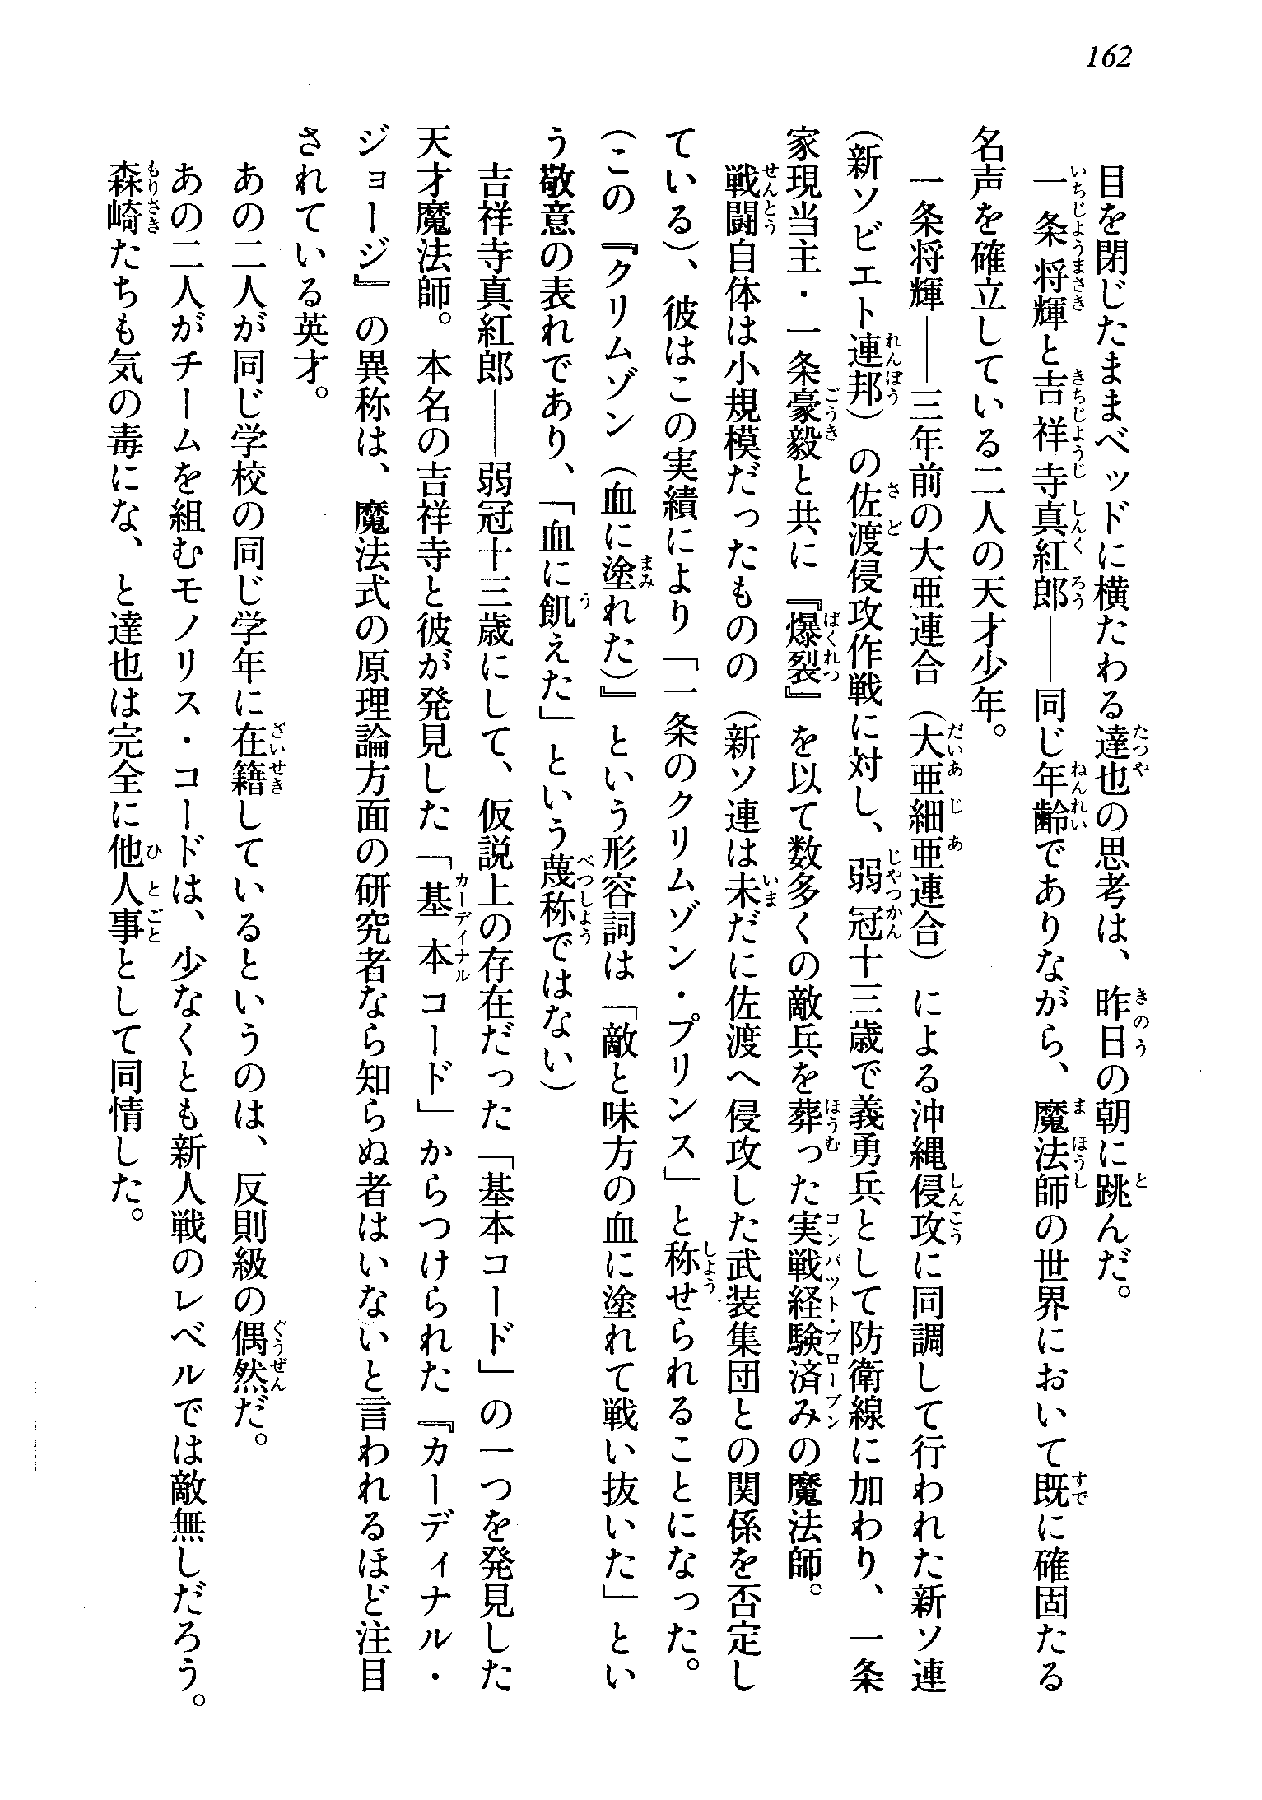 162
目を閉じたままベッドに横たわる達也の思考は、昨日の朝に跳んだ。
一条将輝と吉祥寺真紅郎――同じ年齢でありながら、魔法師の世界において既に確固たる
名声を確立している二人の天才少年。
一条将輝――三年前の大亜連合（大亜細亜連合）による沖縄侵攻に同調して行われた新ソ連
（新ソビエト連邦）の佐渡侵攻作戦に対し、弱冠十三歳で義勇兵として防衛線に加わり、一条
家現当主・一条豪毅と共に『爆裂』を以て数多くの敵兵を葬った実戦経験済みの魔法師。
戦闘自体は小規模だったものの（新ソ連は未だに佐渡へ侵攻した武装集団との関係を否定し
ている）、彼はこの実績により「一条のクリムゾン・プリンス」と称せられることになった。
（この『クリムゾン（血に塗れた）』という形容詞は「敵と味方の血に塗れて戦い抜いた」とい
う敬意の表れであり、「血に飢えた」という蔑称ではない）
吉祥寺真紅郎――弱冠十三歳にして、仮説上の存在だった「基本コード」の一つを発見した
天才魔法師。本名の吉祥寺と彼が発見した「基本コード」からつけられた『カーディナル・
ジョージ』の異称は、魔法式の原理論方面の研究者なら知らぬ者はいないと言われるほど注目
されている英才。
あの二人が同じ学校の同じ学年に在籍しているというのは、反則級の偶然だ。
あの二人がチームを組むモノリス・コードは、少なくとも新人戦のレベルでは敵無しだろう。
森崎たちも気の毒にな、と達也は完全に他人事として同情した。